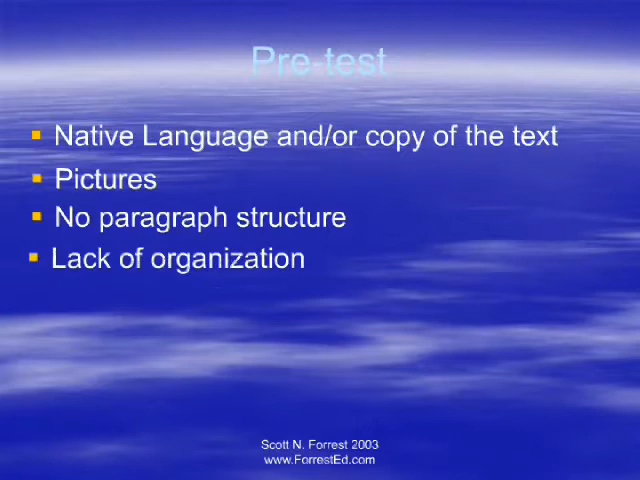 Pre-test
Native Language and/or copy of the text
Pictures
No paragraph structure
Lack of organization
Scott N. Forrest 2003
www.ForrestEd.com